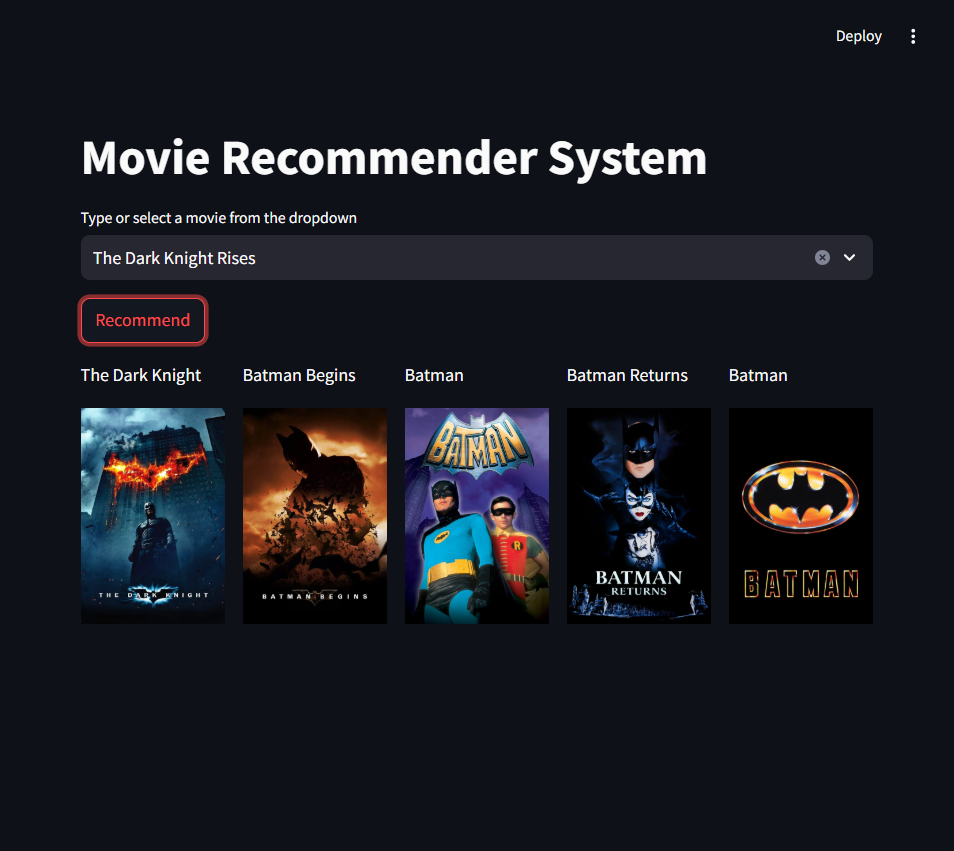 Deploy
Movie Recommender System
Type or select a movie from the dropdown
The Dark Knight Rises
Recommend
The Dark Knight
Batman Begins
Batman
Batman Returns
Batman
THE DARK KNIGHT
BATMAN BEGINS
BATMAN
R
BATMAN
RETURNS
BATMAN